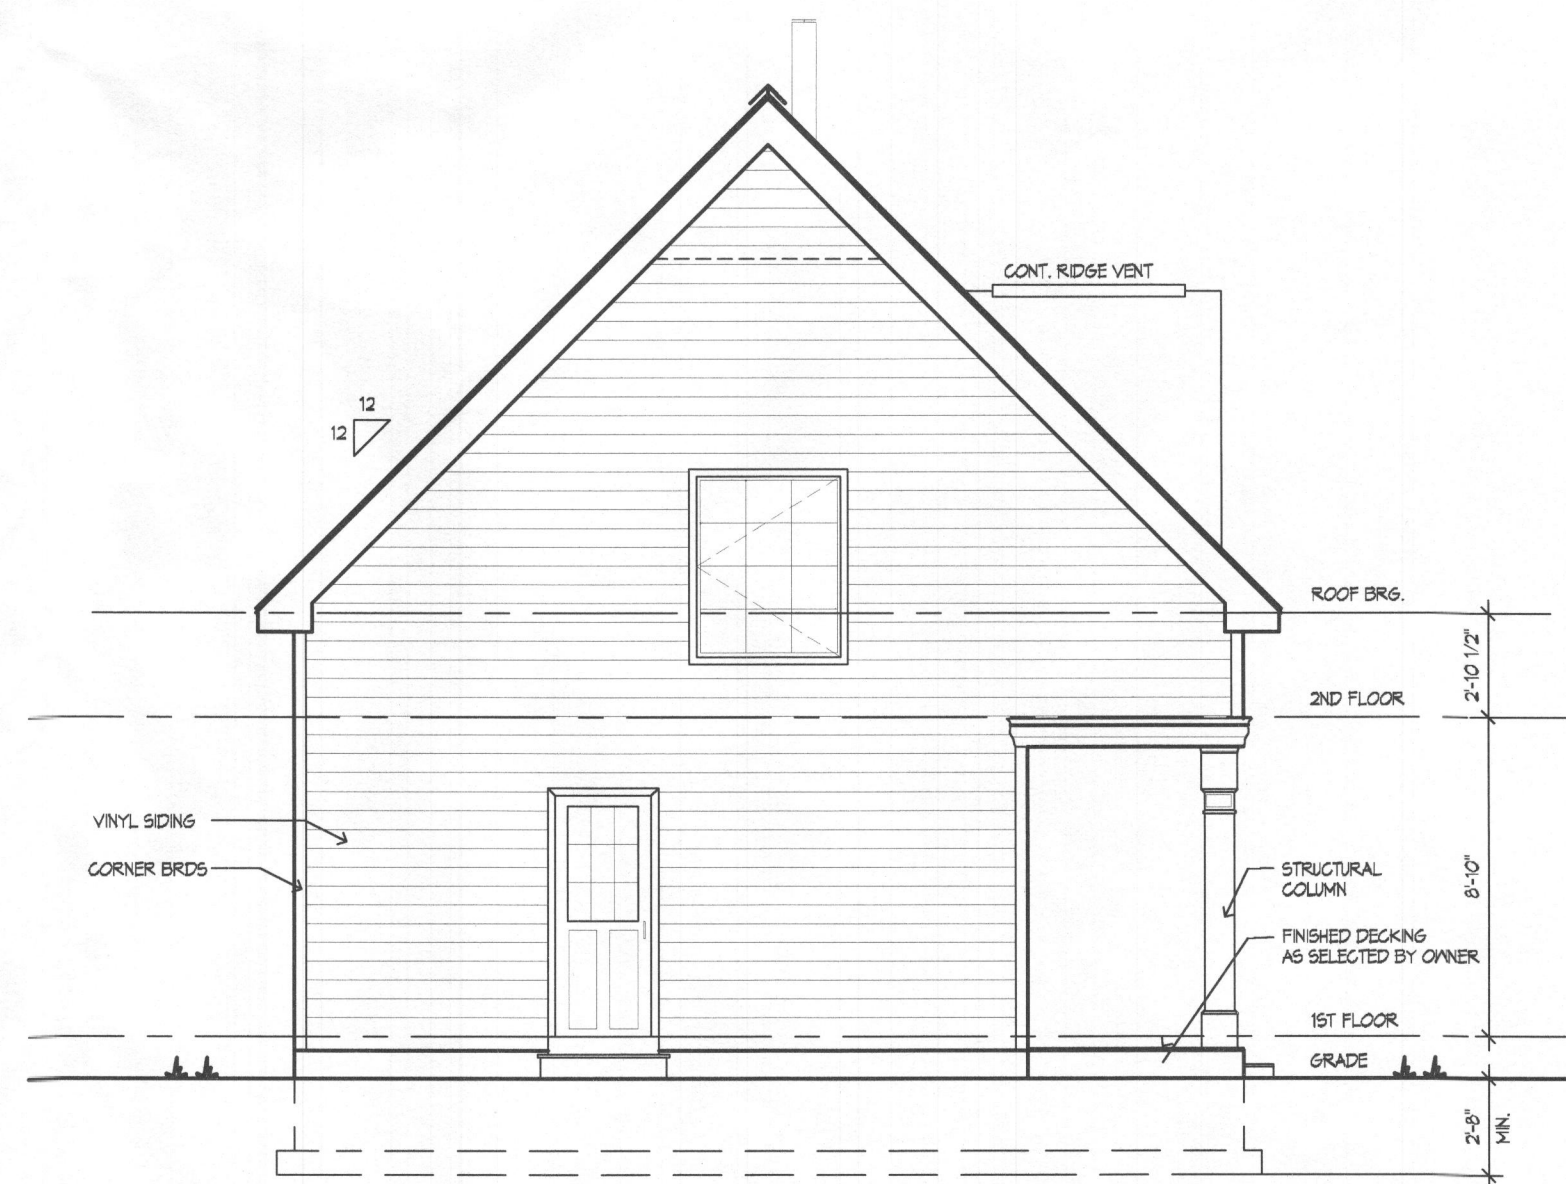 CONT. RIDGE VENT
12
12
ROOF BRG.
2'-10 1/2"
2ND FLOOR
VINYL SIDING
CORNER BRDS
8'-10"
STRUCTURAL
COLUMN
FINISHED DECKING
AS SELECTED BY OWNER
1ST FLOOR
GRADE
2'-8"
MIN.